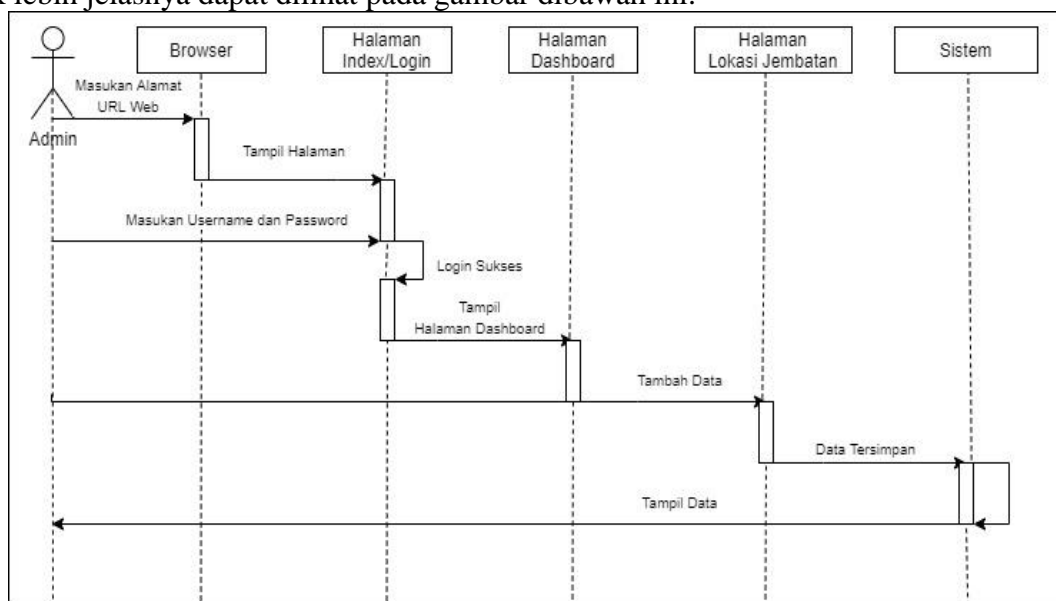 lebih jelasnya dapat dilihat pada gambar dibawah ini:
Browser
Halaman
Index/Login
Halaman
Dashboard
Halaman
Lokasi Jembatan
Sistem
Masukan Alamat
URL Web
Admin
Tampil Halaman
Masukan Username dan Password
Login Sukses
Tampil
Halaman Dashboard
Tambah Data
Data Tersimpan
Tampil Data